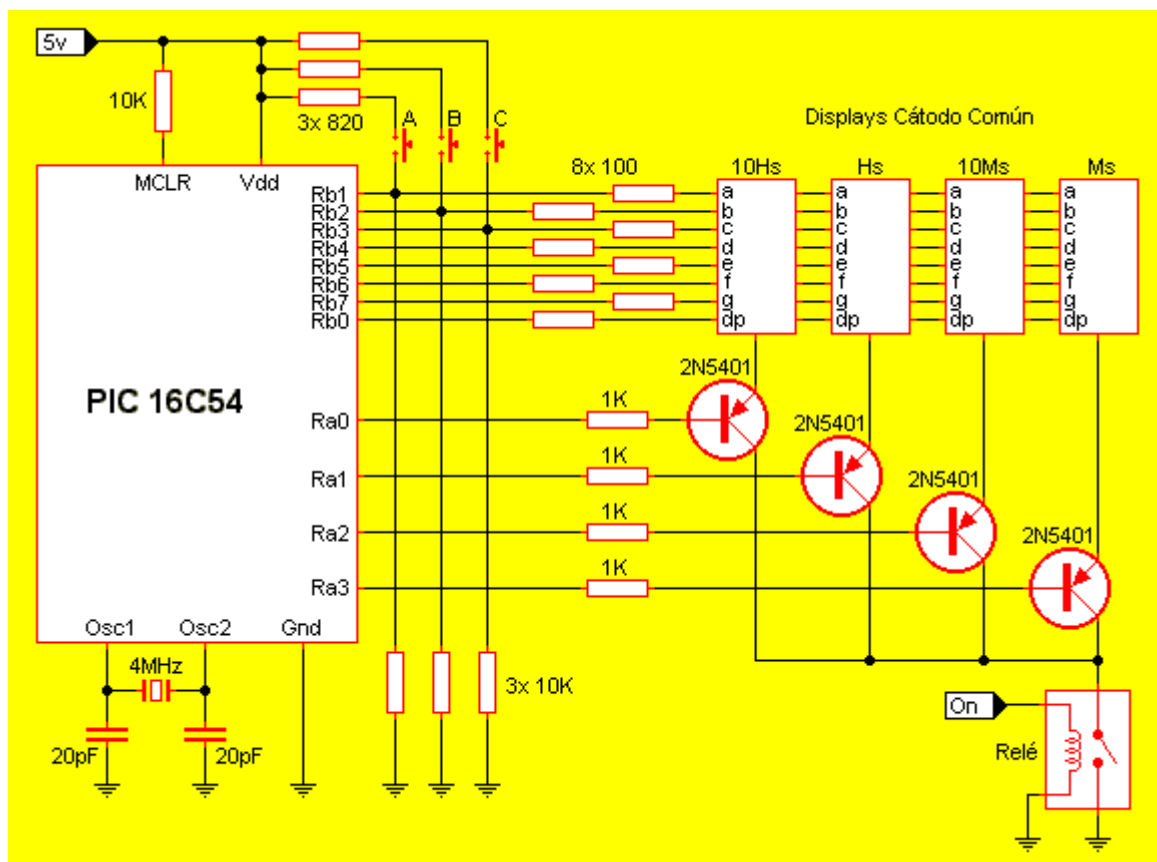 5v
10K
3x 820
A B C
Displays Cátodo Común
8x 100
10Hs Hs 10Ms Ms
MCLR Vdd
Rb1
Rb2
Rb3
Rb4
Rb5
Rb6
Rb7
Rb0
a a a a
b b b b
c c c c
d d d d
e e e e
f f f f
g g g g
dp dp dp dp
PIC 16C54
2N5401
1K
Ra0
2N5401
1K
Ra1
2N5401
1K
Ra2
2N5401
1K
Ra3
Osc1 Osc2 Gnd
4MHz
3x 10K
20pF 20pF
On
Relé